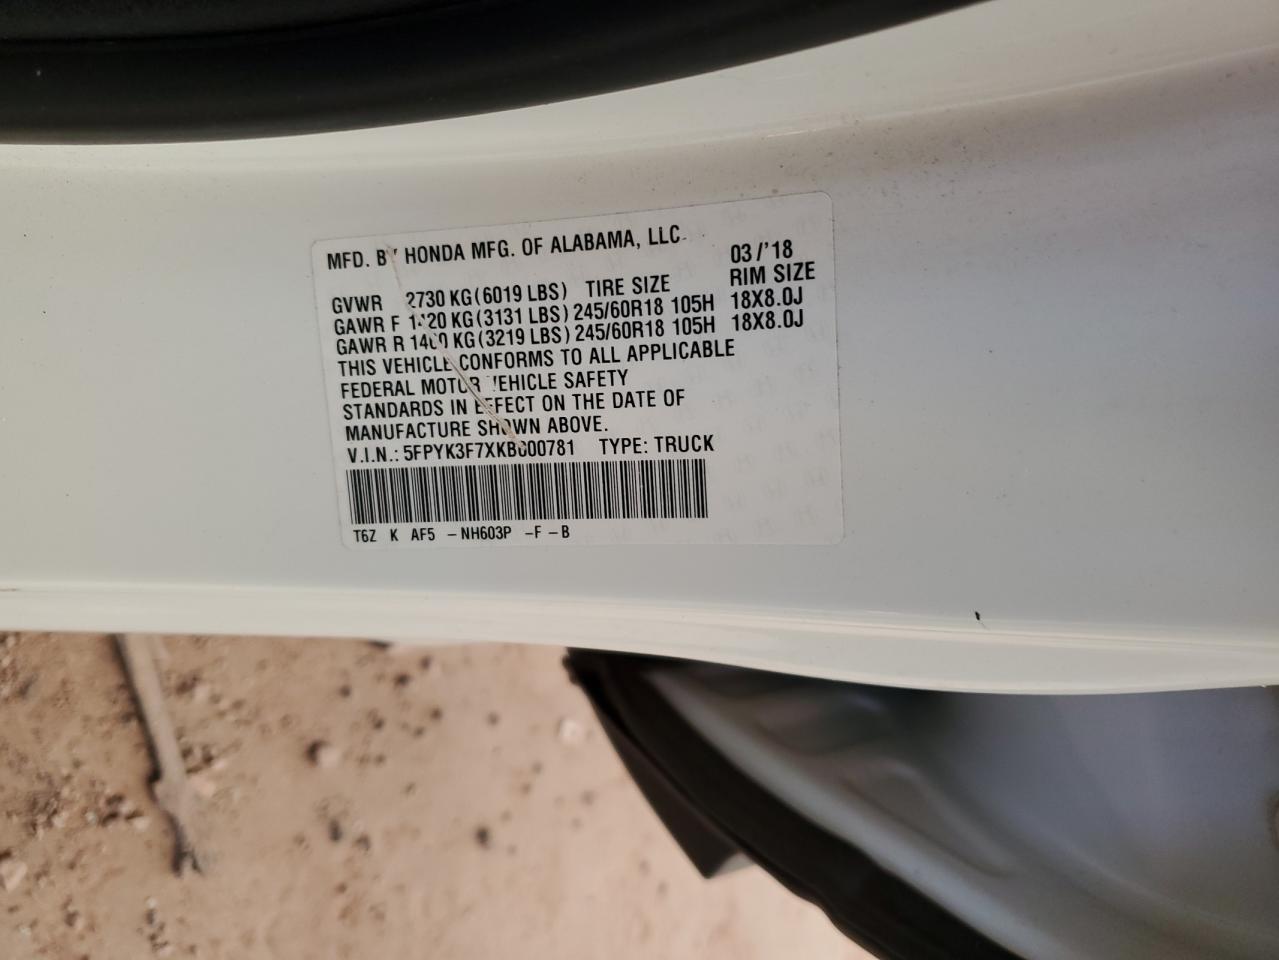 MFD. BY HONDA MFG. OF ALABAMA, LLC. 03/'18
GVWR 2730 KG (6019 LBS) TIRE SIZE RIM SIZE
GAWR F 1420 KG (3131 LBS) 245/60R18 105H 18X8.0J
GAWR R 1460 KG (3219 LBS) 245/60R18 105H 18X8.0J
THIS VEHICLE CONFORMS TO ALL APPLICABLE
FEDERAL MOTOR VEHICLE SAFETY
STANDARDS IN EFFECT ON THE DATE OF
MANUFACTURE SHOWN ABOVE.
V.I.N.: TYPE: TRUCK
T6Z K AF5 – NH603P –F – B